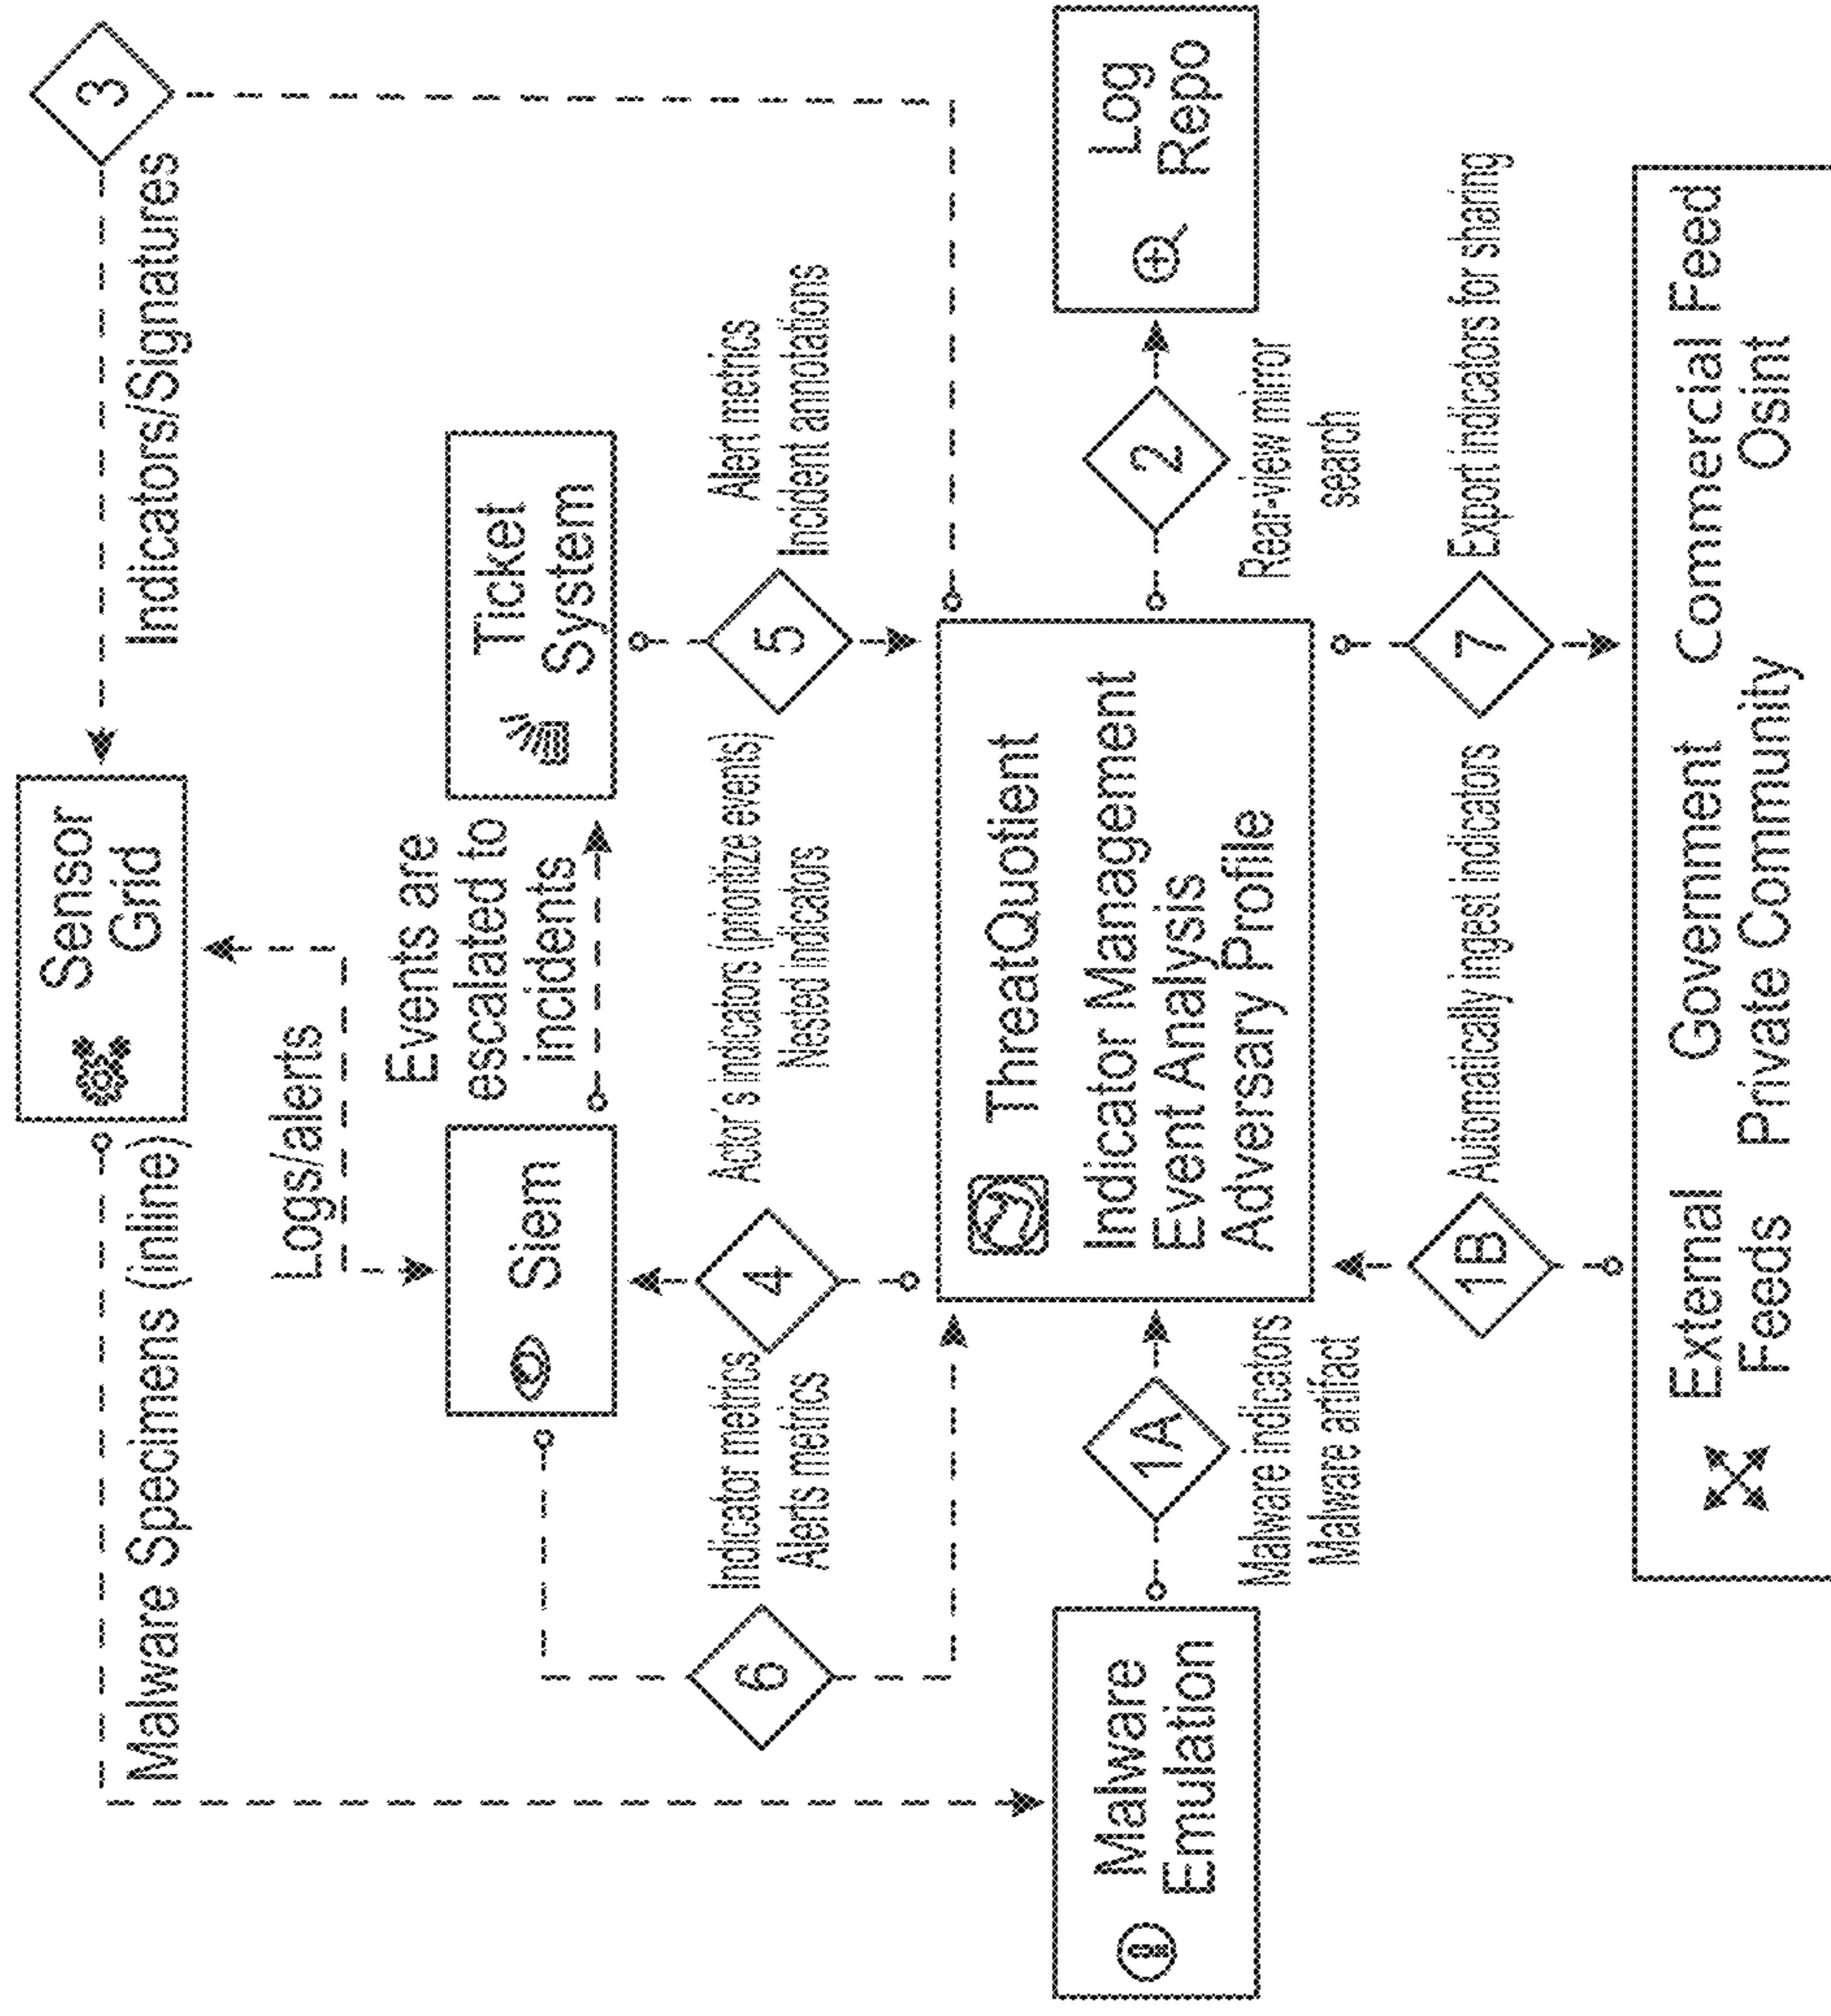 3
Indicators/Signatures
Sensor
Grid
Malware Specimens (inline)
Logs/alerts
Events are
escalated to
incidents
Siem
Ticket
System
6
Indicator metrics
Alerts metrics
4
Actor's indicators (prioritize events)
Nested indicators
5
Alert metrics
Incident annotations
Malware
Emulation
1A
Malware indicators
Malware artifact
ThreatQuotient
Indicator Management
Event Analysis
Adversary Profile
2
Rear-view mirror
search
Log
Repo
1B
Automatically ingest indicators
7
Export indicators for sharing
External
Feeds
Government
Commercial Feed
Private Community
Osint